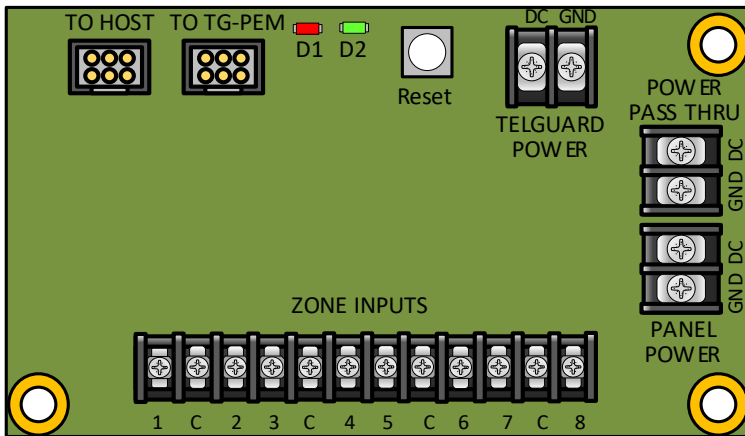 TO HOST
TO TG-PEM
D1
D2
Reset
DC GND
TELGUARD
POWER
POWER
PASS THRU
DC
GND
DC
GND
PANEL
POWER
ZONE INPUTS
1 C 2 3 C 4 5 C 6 7 C 8